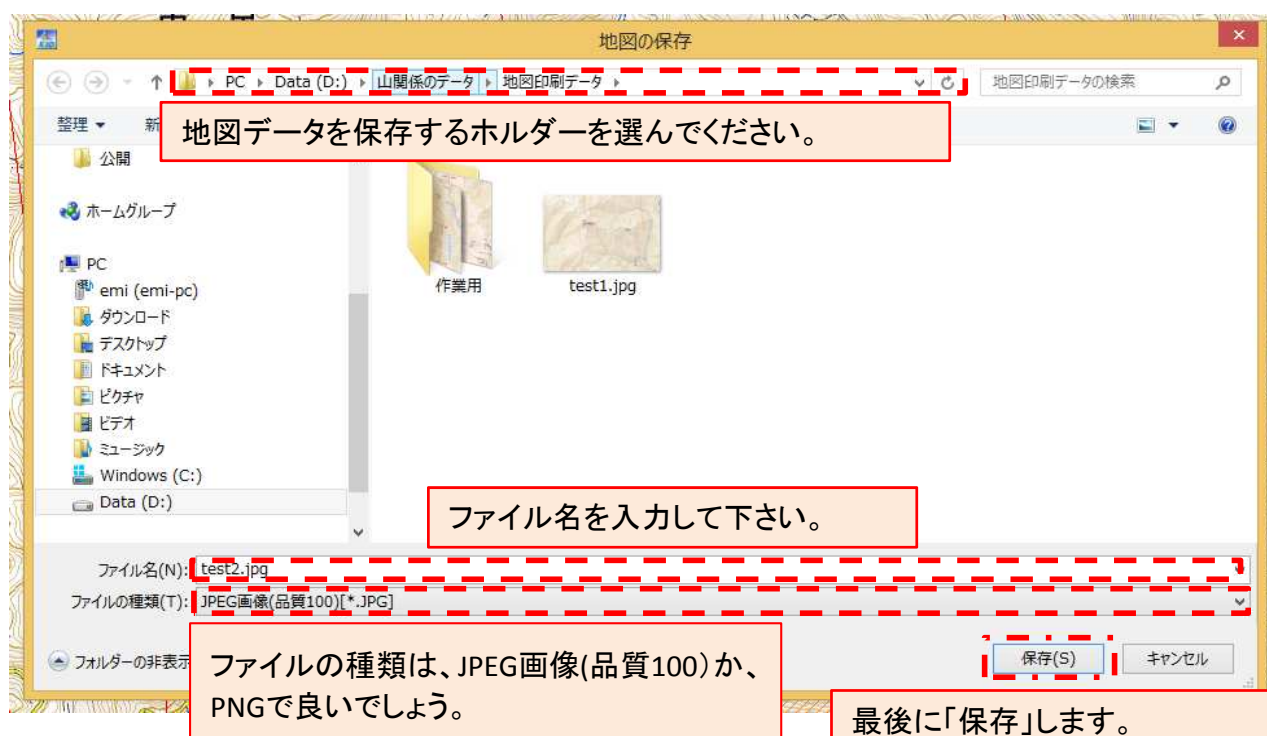 地図の保存
PC Data (D:) 山関係のデータ 地図印刷データ
地図印刷データの検索
整理 新
地図データを保存するホルダーを選んでください。
公開
ホームグループ
PC
emi (emi-pc)
ダウンロード
デスクトップ
ドキュメント
ピクチャ
ビデオ
ミュージック
Windows (C:)
Data (D:)
作業用
test1.jpg
ファイル名を入力して下さい。
ファイル名(N): test2.jpg
ファイルの種類(T): JPEG画像(品質100)[*.JPG]
フォルダーの非表示
ファイルの種類は、JPEG画像(品質100)か、
PNGで良いでしょう。
保存(S)
キャンセル
最後に「保存」します。